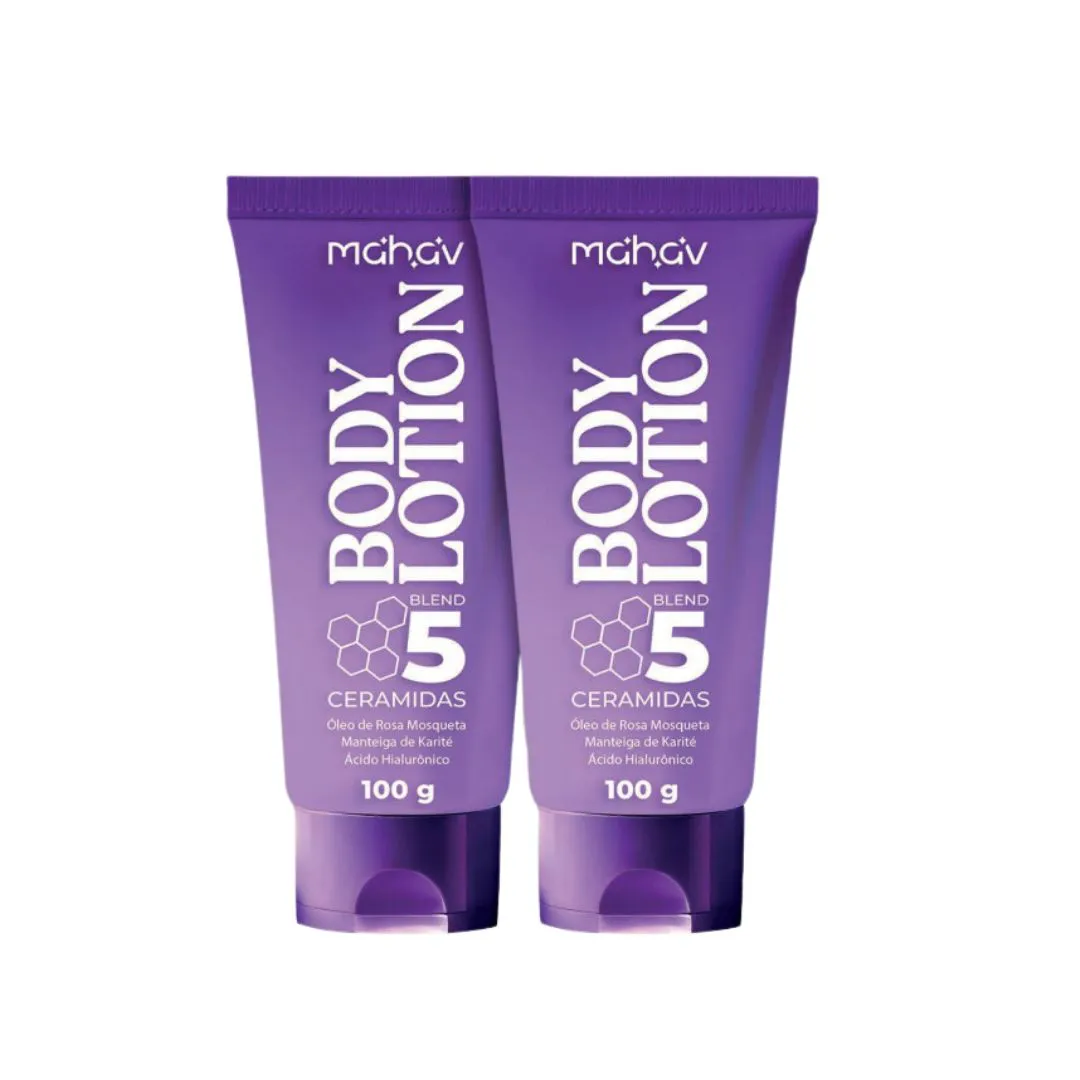 mahav
BODY
LOTION
BLEND
5
CERAMIDAS
Óleo de Rosa Mosqueta
Manteiga de Karité
Ácido Hialurônico
100 g
mahav
BODY
LOTION
BLEND
5
CERAMIDAS
Óleo de Rosa Mosqueta
Manteiga de Karité
Ácido Hialurônico
100 g